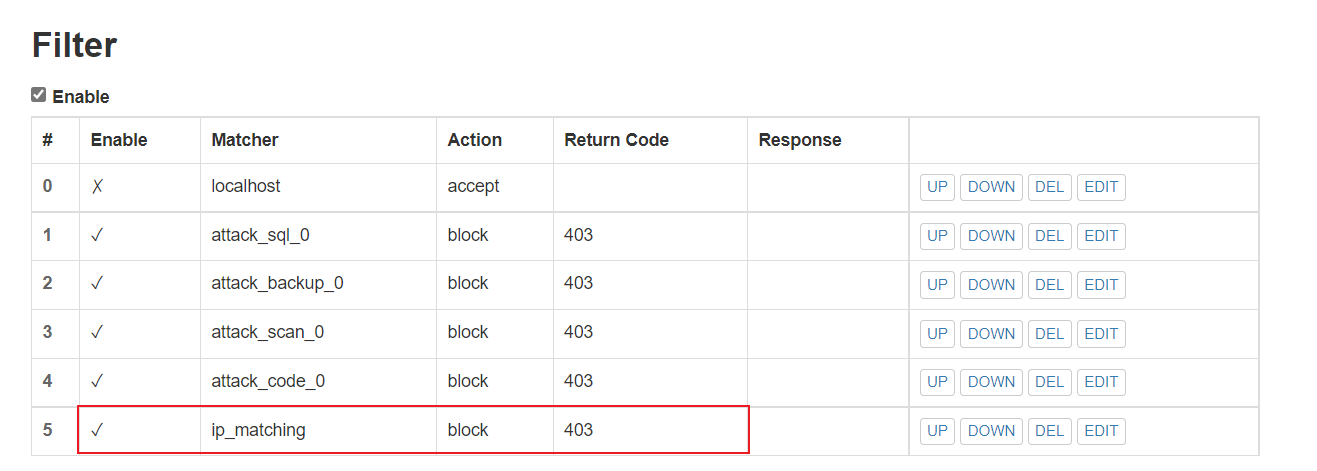 Filter
Enable
# Enable Matcher Action Return Code Response
0 ✗ localhost accept UP DOWN DEL EDIT
1 ✓ attack_sql_0 block 403 UP DOWN DEL EDIT
2 ✓ attack_backup_0 block 403 UP DOWN DEL EDIT
3 ✓ attack_scan_0 block 403 UP DOWN DEL EDIT
4 ✓ attack_code_0 block 403 UP DOWN DEL EDIT
5 ✓ ip_matching block 403 UP DOWN DEL EDIT